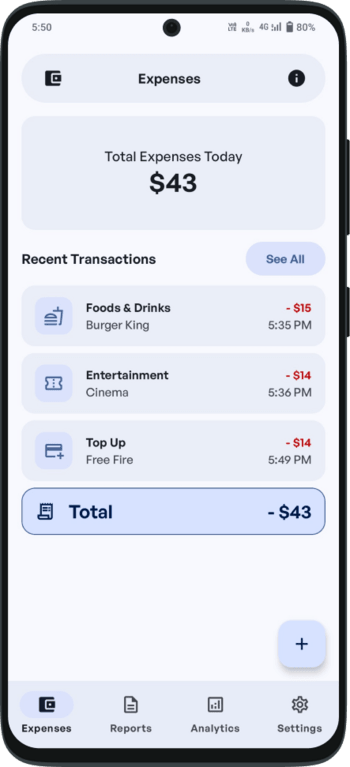 5:50
Vo)
LTE
0
KB/s
4G
80%
Expenses
Total Expenses Today
$43
Recent Transactions
See All
Foods & Drinks
- $15
Burger King
5:35 PM
Entertainment
- $14
Cinema
5:36 PM
Top Up
- $14
Free Fire
5:49 PM
Total
- $43
+
Expenses
Reports
Analytics
Settings